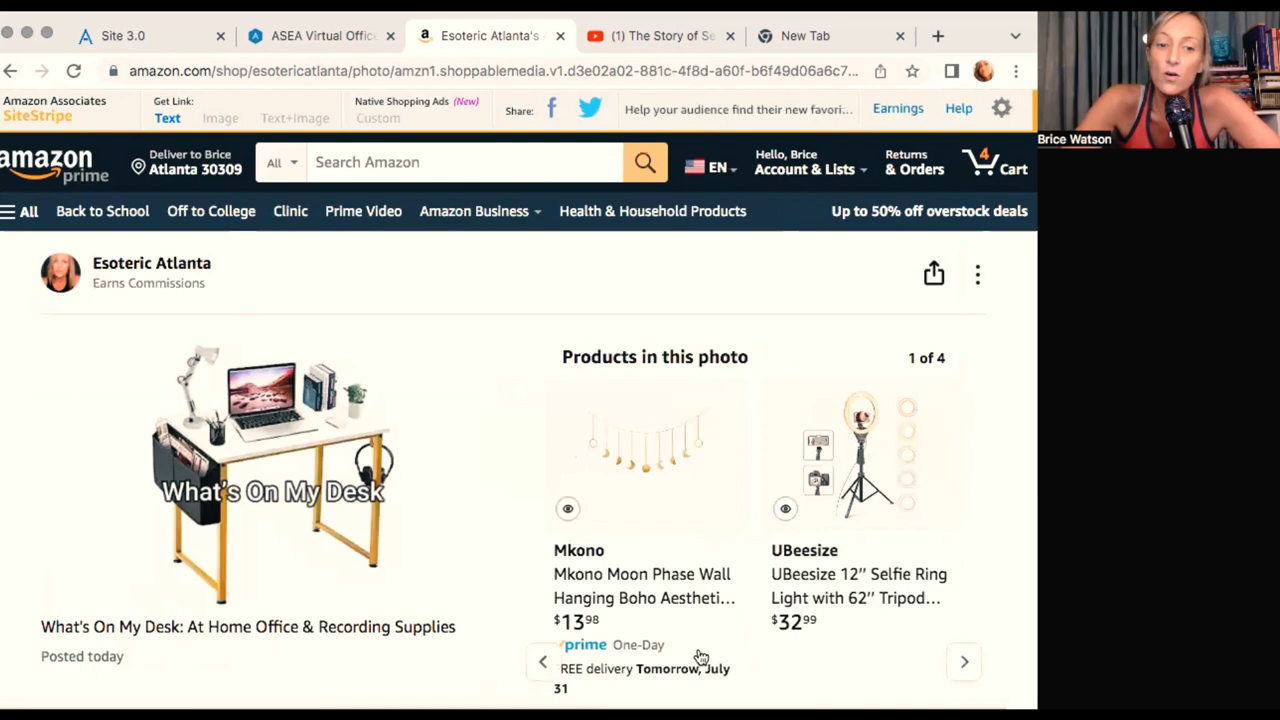 Site 3.0
ASEA Virtual Offic
Esoteric Atlanta's
(1) The Story of Se
New Tab
amazon.com/shop/esotericatlanta/photo/amzn1.shoppablemedia.v1.d3e02a02-881c-4f8d-a60f-b6f49d06a6c7...
Amazon Associates
SiteStripe
Get Link:
Text
Image
Text+Image
Native Shopping Ads (New)
Custom
Share:
Help your audience find their new favori...
Earnings
Help
amazon
prime
Deliver to Brice
Atlanta 30309
All
Search Amazon
EN
Hello, Brice
Account & Lists
Returns
& Orders
4
Cart
All
Back to School
Off to College
Clinic
Prime Video
Amazon Business
Health & Household Products
Up to 50% off overstock deals
Brice Watson
Esoteric Atlanta
Earns Commissions
What's On My Desk
What's On My Desk: At Home Office & Recording Supplies
Posted today
Products in this photo
1 of 4
Mkono
Mkono Moon Phase Wall
Hanging Boho Aestheti...
$13⁹⁸
prime One-Day
REE delivery Tomorrow, July
31
UBeesize
UBeesize 12’’ Selfie Ring
Light with 62’’ Tripod...
$32⁹⁹